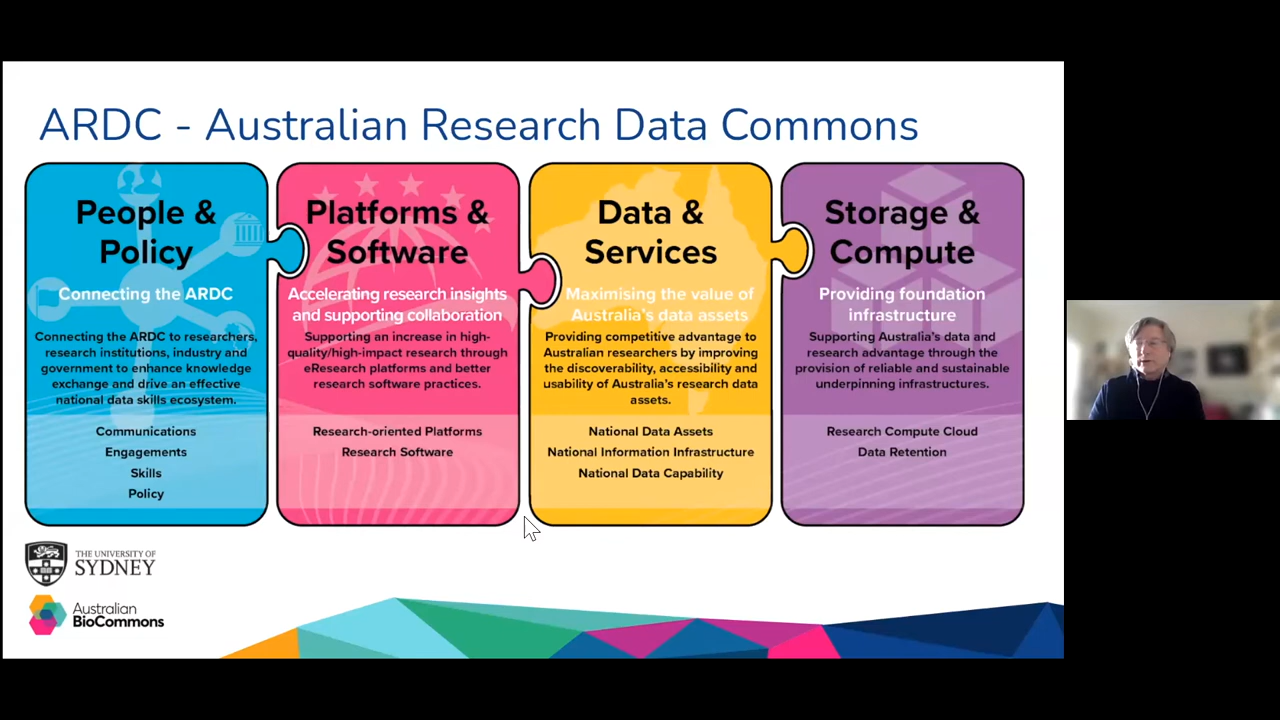 ARDC - Australian Research Data Commons
People &
Policy
Connecting the ARDC
Connecting the ARDC to researchers,
research institutions, industry and
government to enhance knowledge
exchange and drive an effective
national data skills ecosystem.
Communications
Engagements
Skills
Policy
Platforms &
Software
Accelerating research insights
and supporting collaboration
Supporting an increase in high-
quality/high-impact research through
eResearch platforms and better
research software practices.
Research-oriented Platforms
Research Software
Data &
Services
Maximising the value of
Australia's data assets
Providing competitive advantage to
Australian researchers by improving
the discoverability, accessibility and
usability of Australia's research data
assets.
National Data Assets
National Information Infrastructure
National Data Capability
Storage &
Compute
Providing foundation
infrastructure
Supporting Australia's data and
research advantage through the
provision of reliable and sustainable
underpinning infrastructures.
Research Compute Cloud
Data Retention
THE UNIVERSITY OF
SYDNEY
Australian
BioCommons